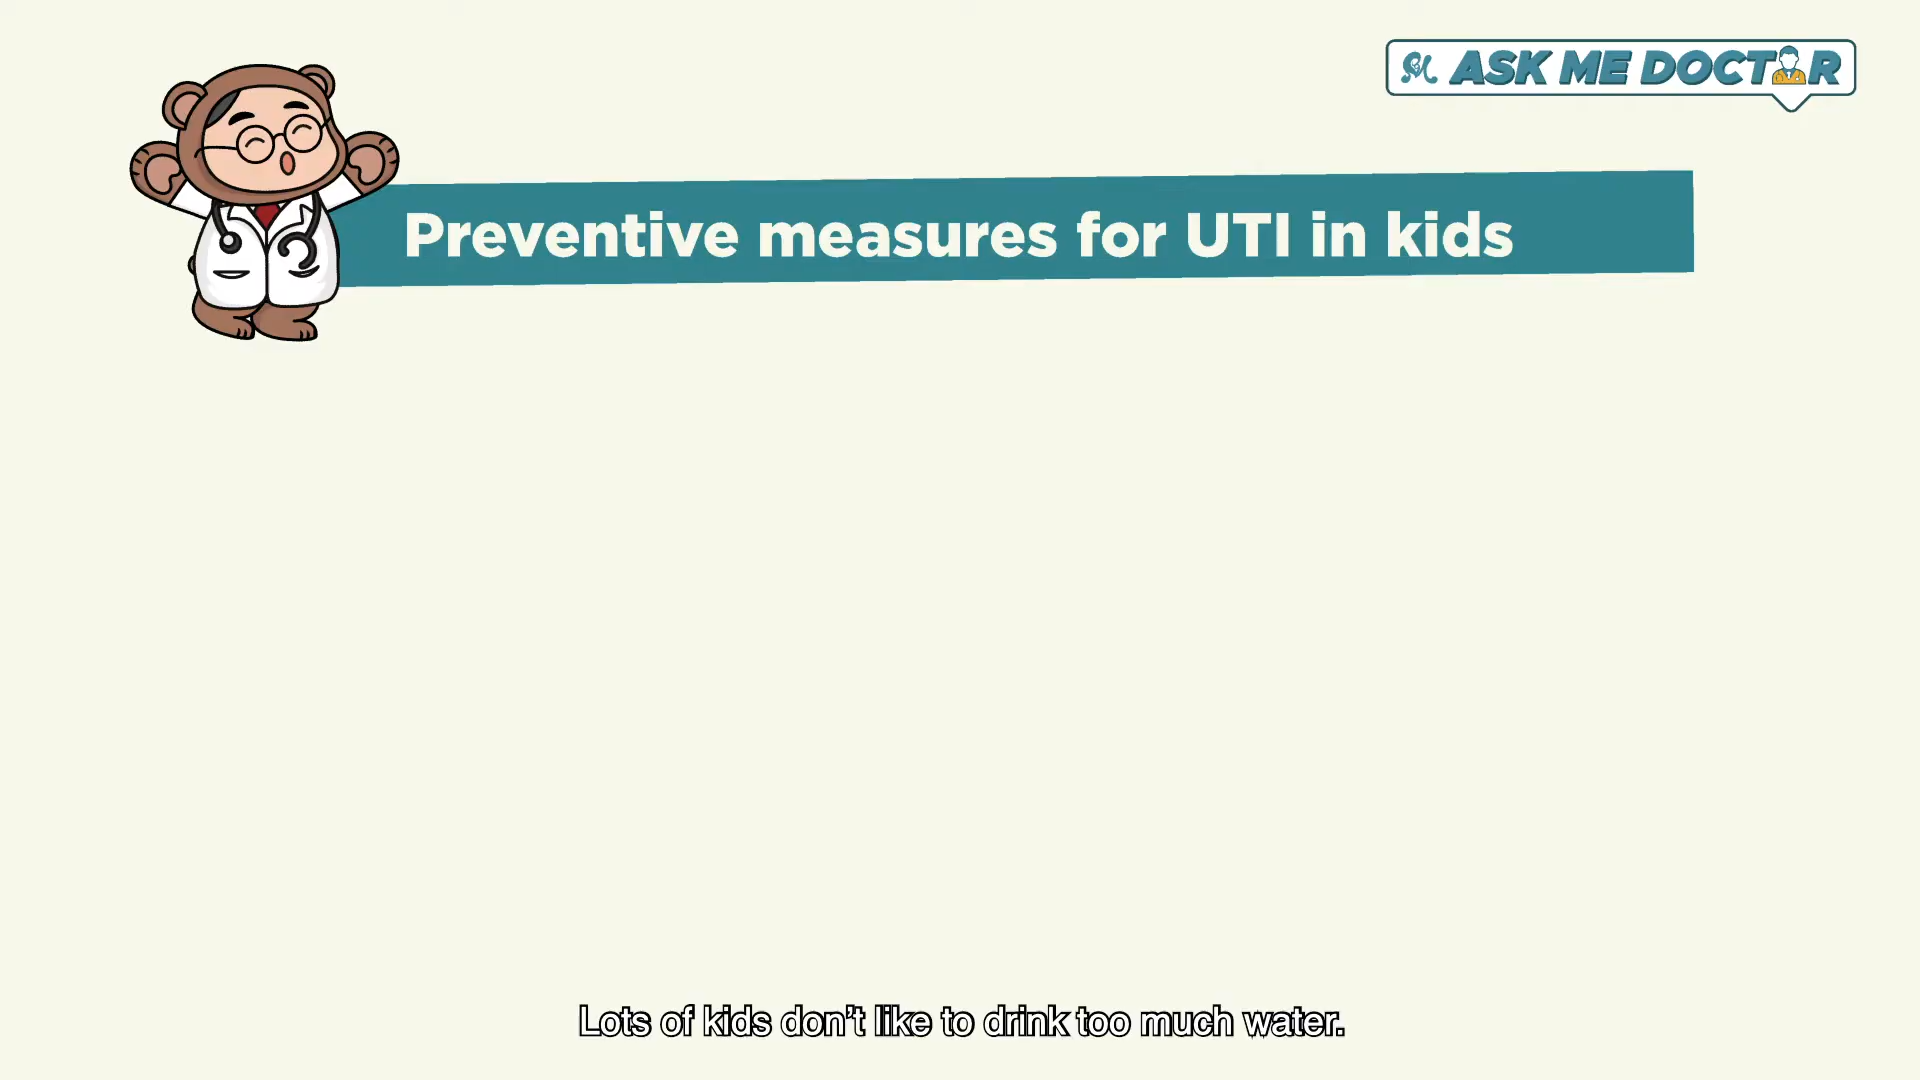 ASK ME DOCTOR
Preventive measures for UTI in kids
Lots of kids don't like to drink too much water.